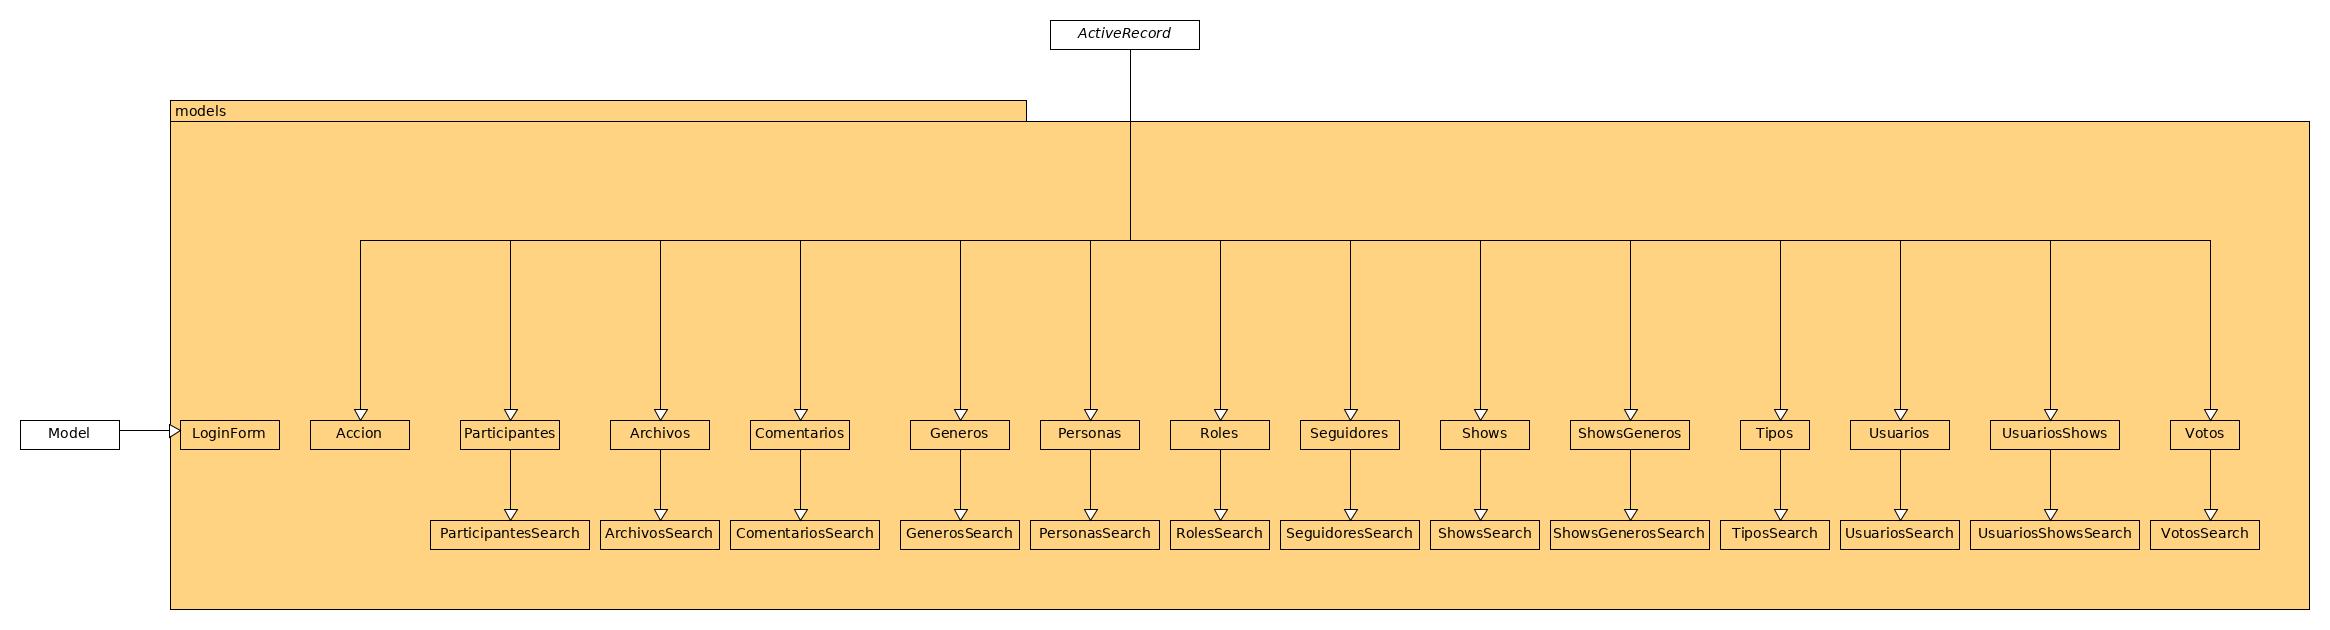 ActiveRecord
models
Model
LoginForm
Accion
Participantes
Archivos
Comentarios
Generos
Personas
Roles
Seguidores
Shows
ShowsGeneros
Tipos
Usuarios
UsuariosShows
Votos
ParticipantesSearch
ArchivosSearch
ComentariosSearch
GenerosSearch
PersonasSearch
RolesSearch
SeguidoresSearch
ShowsSearch
ShowsGenerosSearch
TiposSearch
UsuariosSearch
UsuariosShowsSearch
VotosSearch